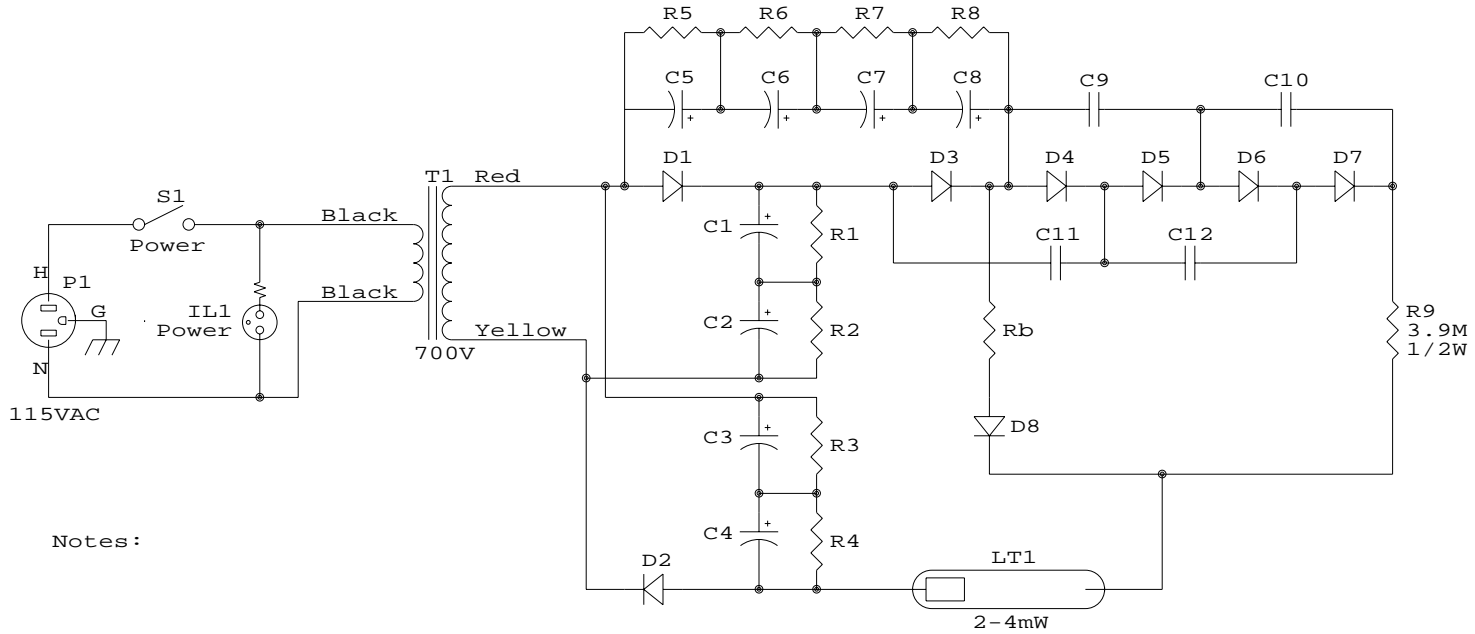 R5 R6 R7 R8
C5 C6 C7 C8 C9 C10
+ + + +
D1 D3 D4 D5 D6 D7
T1 Red
S1
Black
Power
C1 + R1
C11 C12
H P1
G
Black
IL1
Power
C2 + R2
Yellow
Rb
R9
3.9M
1/2W
700V
N
115VAC
C3 + R3
D8
C4 + R4
Notes:
D2
LT1
2-4mW